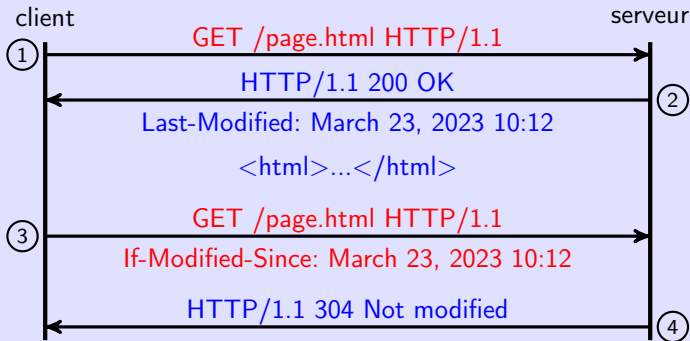 client
serveur
1
GET /page.html HTTP/1.1
HTTP/1.1 200 OK
2
Last-Modified: March 23, 2023 10:12
<html>...</html>
3
GET /page.html HTTP/1.1
If-Modified-Since: March 23, 2023 10:12
HTTP/1.1 304 Not modified
4